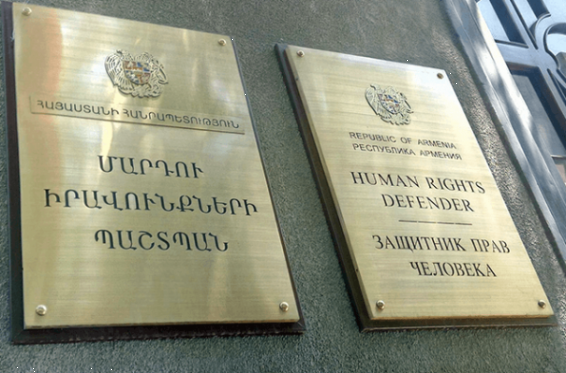 ՀԱՅԱՍՏԱՆԻ ՀԱՆՐԱՊԵՏՈՒԹՅՈՒՆ
ՄԱՐԴՈՒ
ԻՐԱՎՈՒՆՔՆԵՐԻ
ՊԱՇՏՊԱՆ
REPUBLIC OF ARMENIA
РЕСПУБЛИКА АРМЕНИЯ
HUMAN RIGHTS
DEFENDER
ЗАЩИТНИК ПРАВ
ЧЕЛОВЕКА